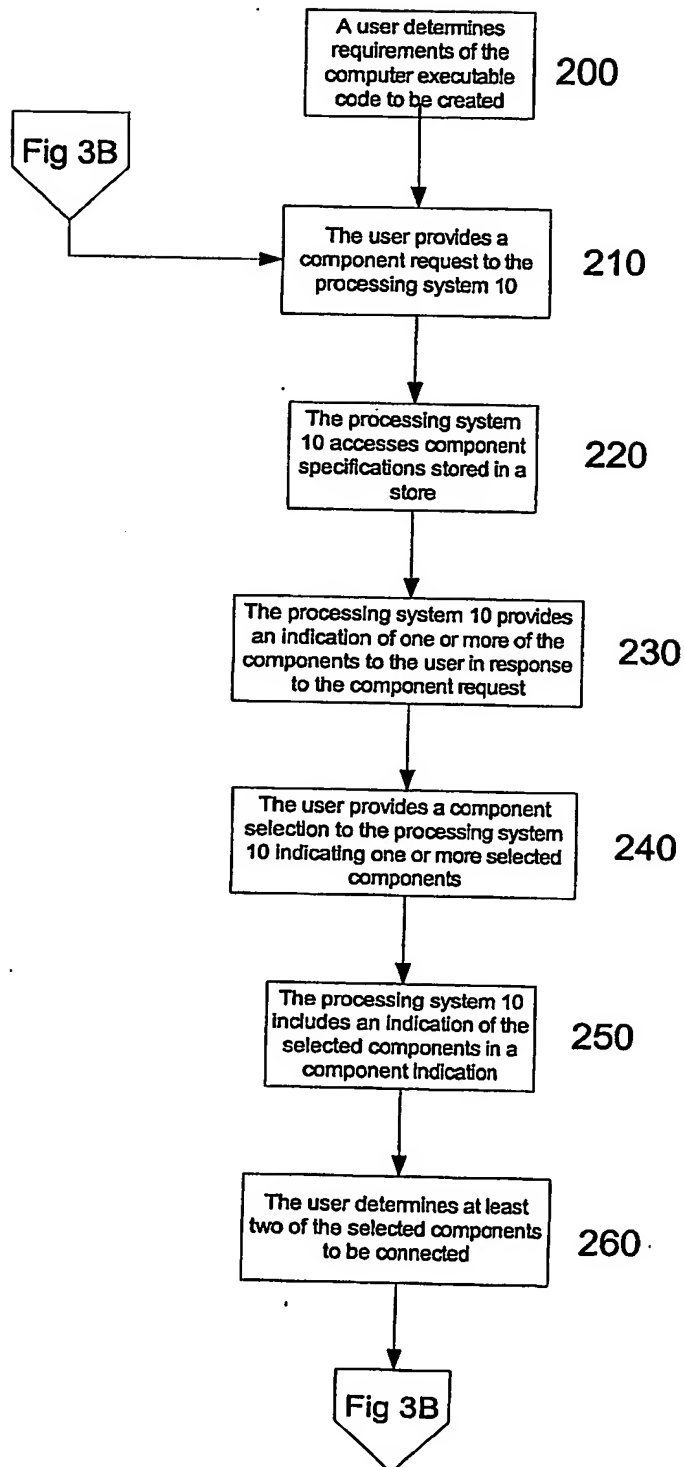 A user determines
requirements of the
computer executable
code to be created
200
Fig 3B
The user provides a
component request to the
processing system 10
210
The processing system
10 accesses component
specifications stored in a
store
220
The processing system 10 provides
an indication of one or more of the
components to the user in response
to the component request
230
The user provides a component
selection to the processing system
10 indicating one or more selected
components
240
The processing system 10
includes an indication of the
selected components in a
component indication
250
The user determines at least
two of the selected components
to be connected
260
Fig 3B